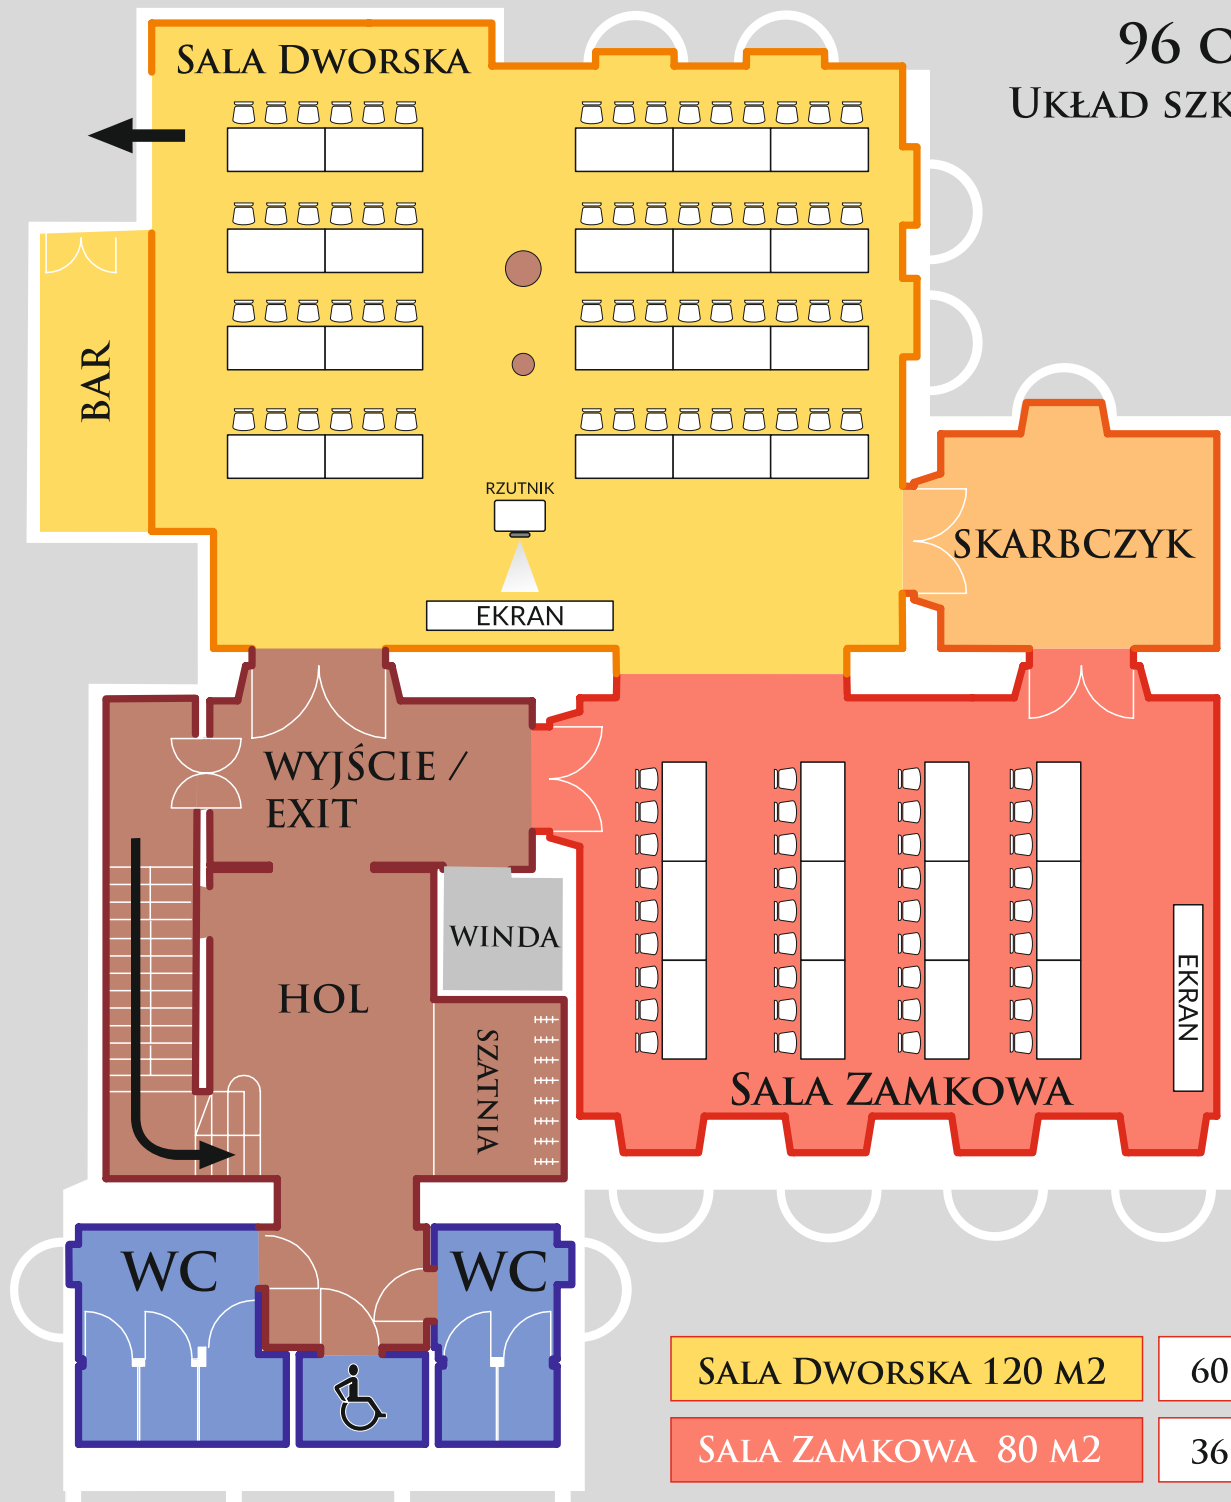 96
UKŁAD
SALA DWORSKA
BAR
RZUTNIK
EKRAN
SKARBCZYK
WYJŚCIE /
EXIT
WINDA
HOL
SZATNIA
EKRAN
SALA ZAMKOWA
WC
WC
SALA DWORSKA 120 M2
60
SALA ZAMKOWA 80 M2
36